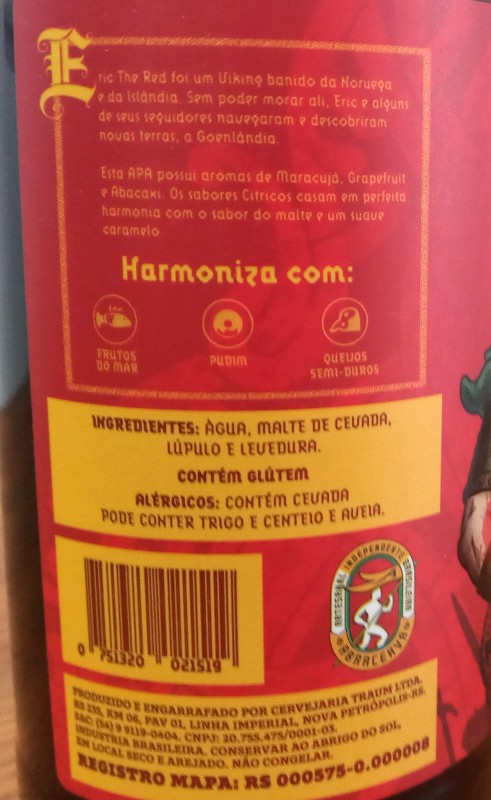 Eric The Red foi um Viking banido da Noruega
e da Islândia. Sem poder morar ali, Eric e alguns
de seus seguidores navegaram e descobriram
novas terras, a Goenlândia.
Esta APA possui aromas de Maracujá, Grapefruit
e Abacaxi. Os sabores Cítricos casam em perfeita
harmonia com o sabor do malte e um suave
caramelo.
Harmoniza com:
FRUTOS
DO MAR
PUDIM
QUEIJOS
SEMI-DUROS
INGREDIENTES: ÁGUA, MALTE DE CEVADA,
LÚPULO E LEVEDURA.
CONTÉM GLÚTEM
ALÉRGICOS: CONTÉM CEVADA
PODE CONTER TRIGO E CENTEIO E AVEIA.
0 751320 021519
ARTESANAL INDEPENDENTE BRASILEIRA
ABRACERVA
PRODUZIDO E ENGARRAFADO POR CERVEJARIA TRAUM LTDA.
RS 235, KM 06, PAV 01, LINHA IMPERIAL, NOVA PETRÓPOLIS-RS.
SAC: (54) 9 9119-0404. CNPJ: 20.755.475/0001-03.
INDÚSTRIA BRASILEIRA. CONSERVAR AO ABRIGO DO SOL,
EM LOCAL SECO E AREJADO. NÃO CONGELAR.
REGISTRO MAPA: RS 000575-0.000008